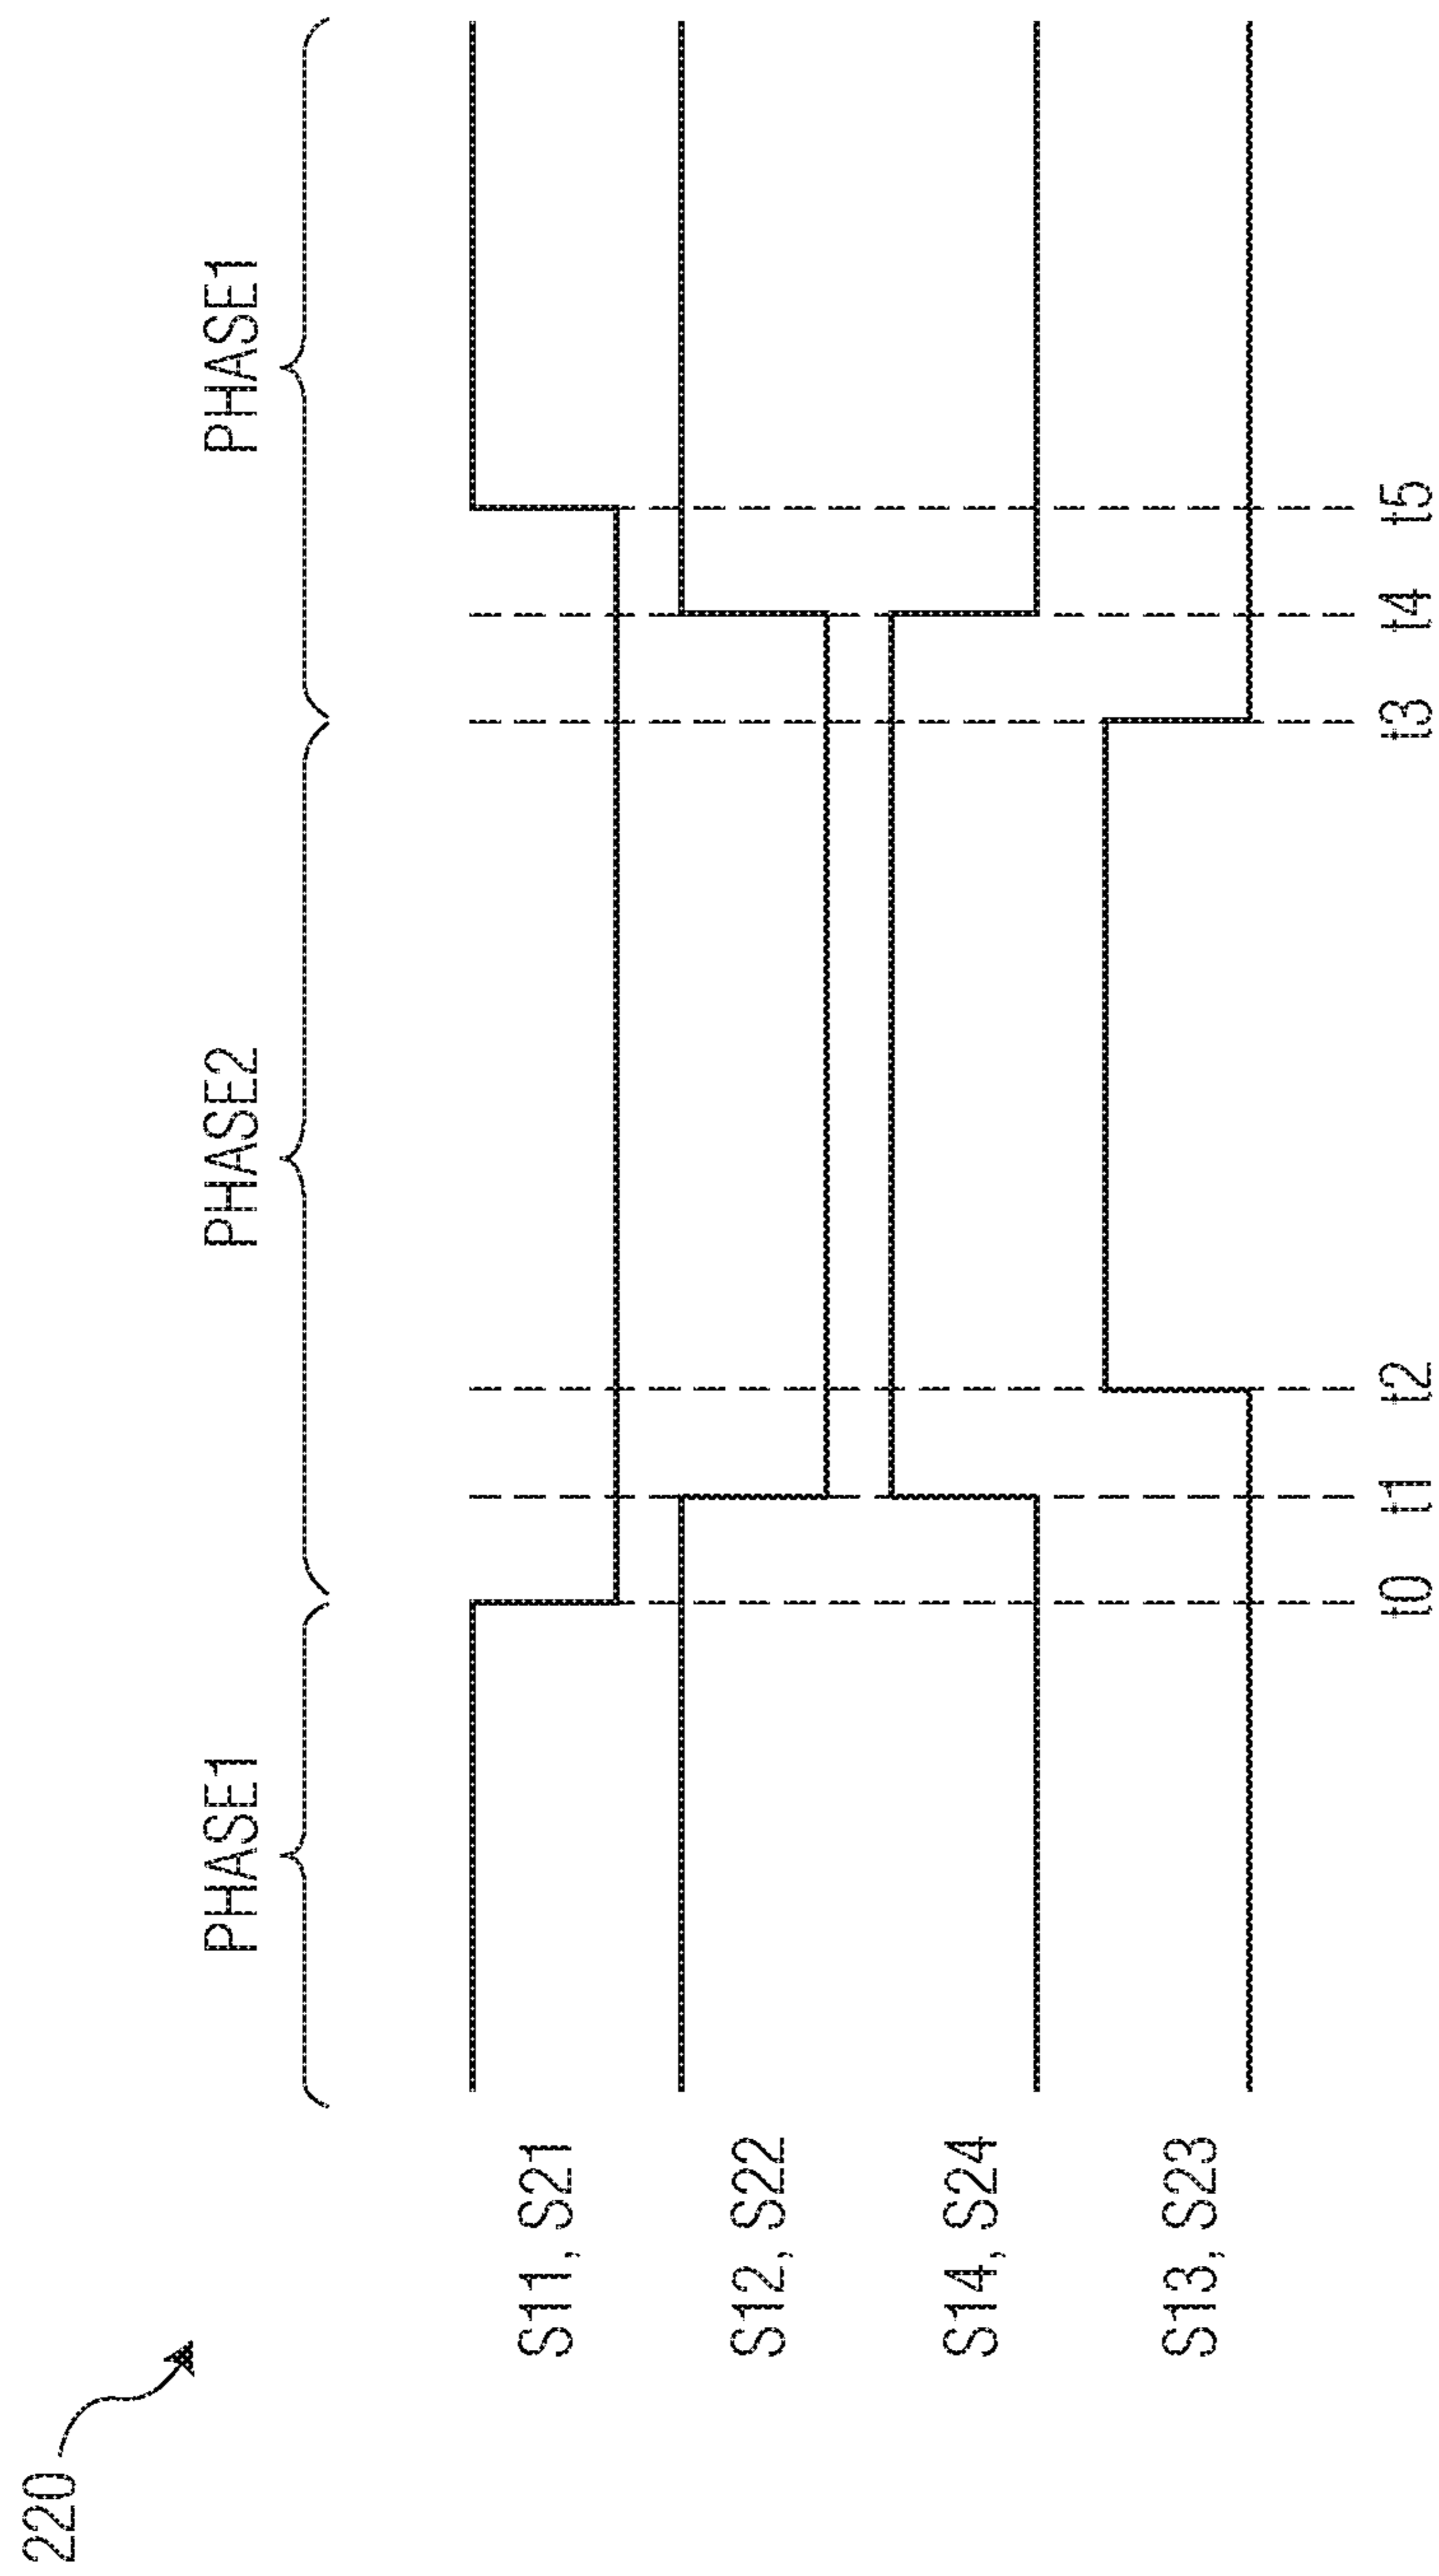 220
PHASE1
PHASE2
PHASE1
S11, S21
S12, S22
S14, S24
S13, S23
t0
t1
t2
t3
t4
t5